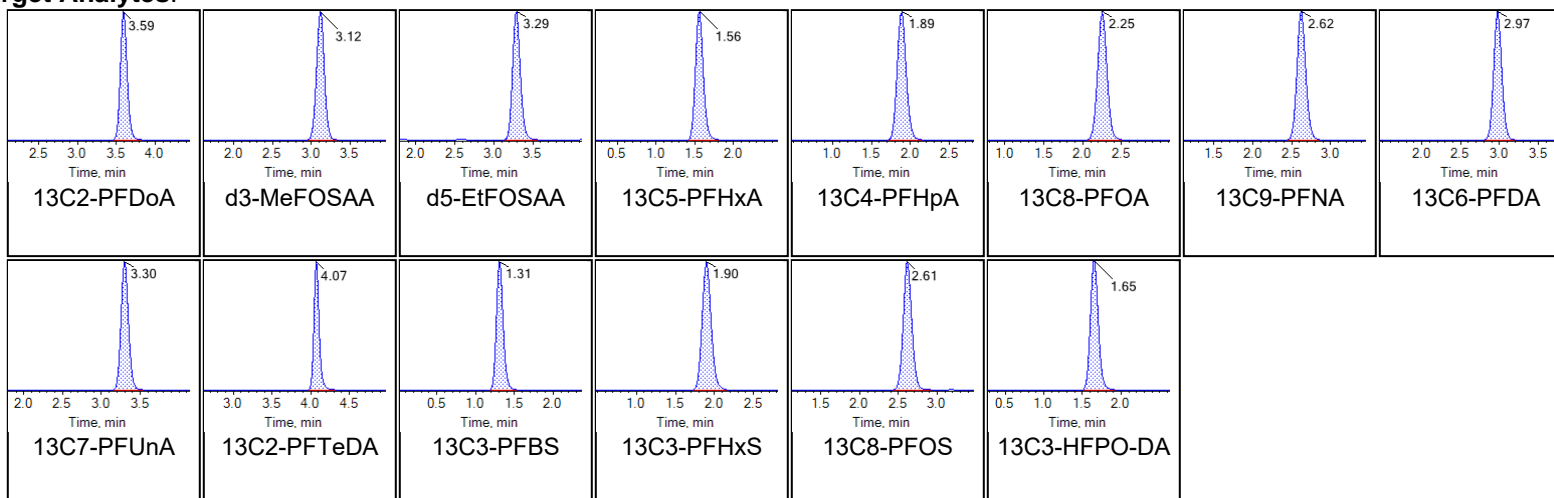 3.59 3.12 3.29 1.56 1.89 2.25 2.62 2.97
2.5 3.0 3.5 4.0 2.0 2.5 3.0 3.5 2.0 2.5 3.0 3.5 0.5 1.0 1.5 2.0 1.0 1.5 2.0 2.5 1.0 1.5 2.0 2.5 1.5 2.0 2.5 3.0 2.0 2.5 3.0 3.5
Time, min Time, min Time, min Time, min Time, min Time, min Time, min Time, min
13C2-PFDoA d3-MeFOSAA d5-EtFOSAA 13C5-PFHxA 13C4-PFHpA 13C8-PFOA 13C9-PFNA 13C6-PFDA
3.30 4.07 1.31 1.90 2.61 1.65
2.0 2.5 3.0 3.5 3.0 3.5 4.0 4.5 0.5 1.0 1.5 2.0 1.0 1.5 2.0 2.5 1.5 2.0 2.5 3.0 0.5 1.0 1.5 2.0
Time, min Time, min Time, min Time, min Time, min Time, min
13C7-PFUnA 13C2-PFTeDA 13C3-PFBS 13C3-PFHxS 13C8-PFOS 13C3-HFPO-DA